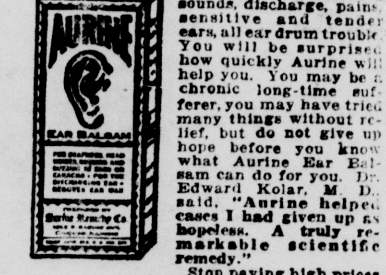 AURINE
EAR BALSAM
FOR DEAFNESS, HEAD
Aurine Remedy Co
sounds, discharge, pains,
sensitive and tender
ears, all ear drum trouble.
You will be surprised
how quickly Aurine will
help you. You may be a
chronic long-time suf-
ferer, you may have tried
many things without re-
lief, but do not give up
hope before you know
what Aurine Ear Bal-
sam can do for you. Dr.
Edward Kolar, M. D.,
said, "Aurine helped
cases I had given up as
hopeless. A truly re-
markable scientific
remedy."
Stop paying high prices